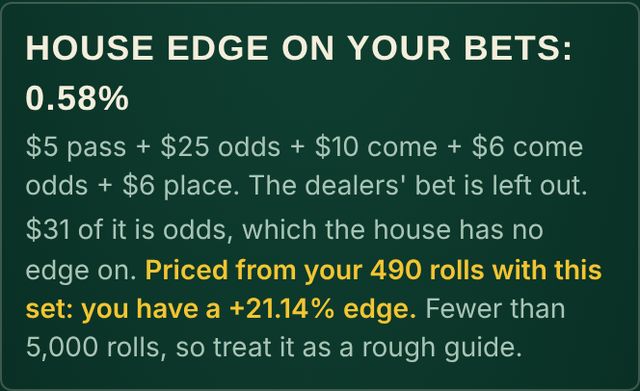 HOUSE EDGE ON YOUR BETS:
0.58%
$5 pass + $25 odds + $10 come + $6 come
odds + $6 place. The dealers' bet is left out.
$31 of it is odds, which the house has no
edge on. Priced from your 490 rolls with this
set: you have a +21.14% edge. Fewer than
5,000 rolls, so treat it as a rough guide.